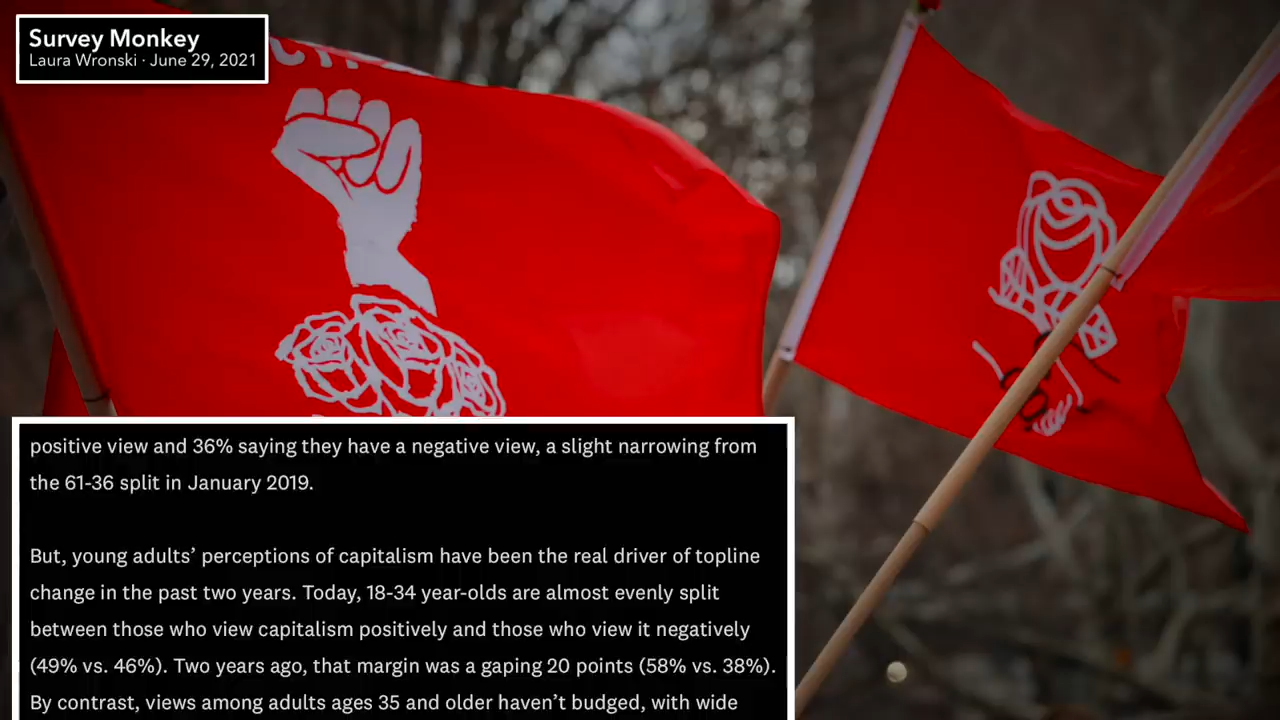 Survey Monkey
Laura Wronski · June 29, 2021
positive view and 36% saying they have a negative view, a slight narrowing from
the 61-36 split in January 2019.
But, young adults’ perceptions of capitalism have been the real driver of topline
change in the past two years. Today, 18-34 year-olds are almost evenly split
between those who view capitalism positively and those who view it negatively
(49% vs. 46%). Two years ago, that margin was a gaping 20 points (58% vs. 38%).
By contrast, views among adults ages 35 and older haven’t budged, with wide